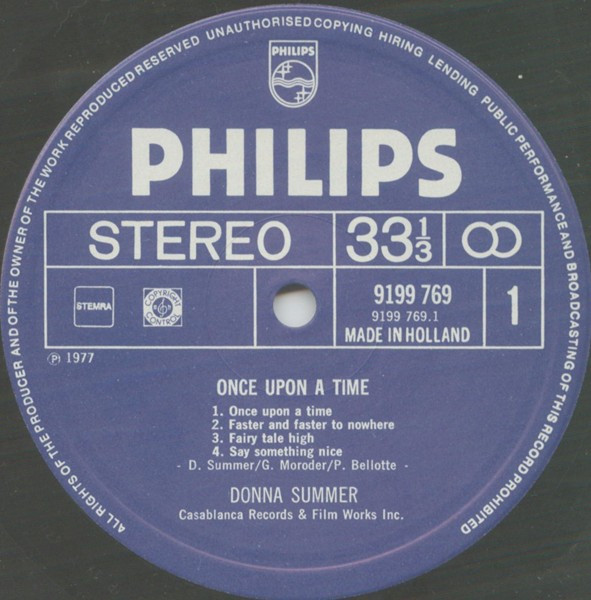 ALL RIGHTS OF THE PRODUCER AND OF THE OWNER OF THE WORK REPRODUCED RESERVED UNAUTHORISED COPYING HIRING LENDING PUBLIC PERFORMANCE AND BROADCASTING OF THIS RECORD PROHIBITED
PHILIPS
PHILIPS
STEREO 33 1/3
STEMRA
COPYRIGHT CONTROL
9199 769
9199 769.1
MADE IN HOLLAND
1
Ⓟ 1977
ONCE UPON A TIME
1. Once upon a time
2. Faster and faster to nowhere
3. Fairy tale high
4. Say something nice
- D. Summer/G. Moroder/P. Bellotte -
DONNA SUMMER
Casablanca Records & Film Works Inc.